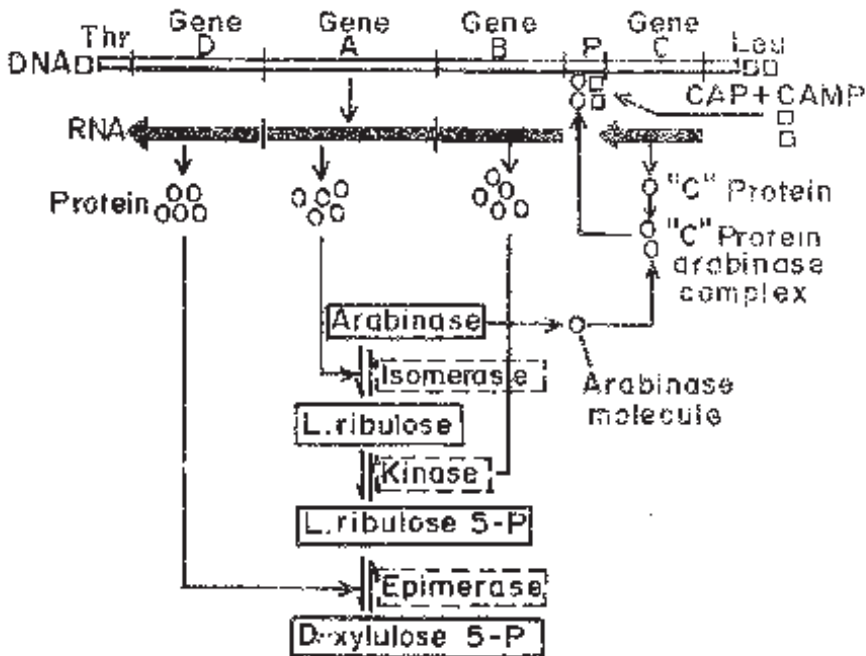 Thr Gene D Gene A Gene B P Gene C Leu
DNA
CAP + CAMP
RNA
Protein
"C" Protein
"C" Protein
arabinase
complex
Arabinase
Isomerase
Arabinase
molecule
L.ribulose
Kinase
L.ribulose 5-P
Epimerase
D-xylulose 5-P